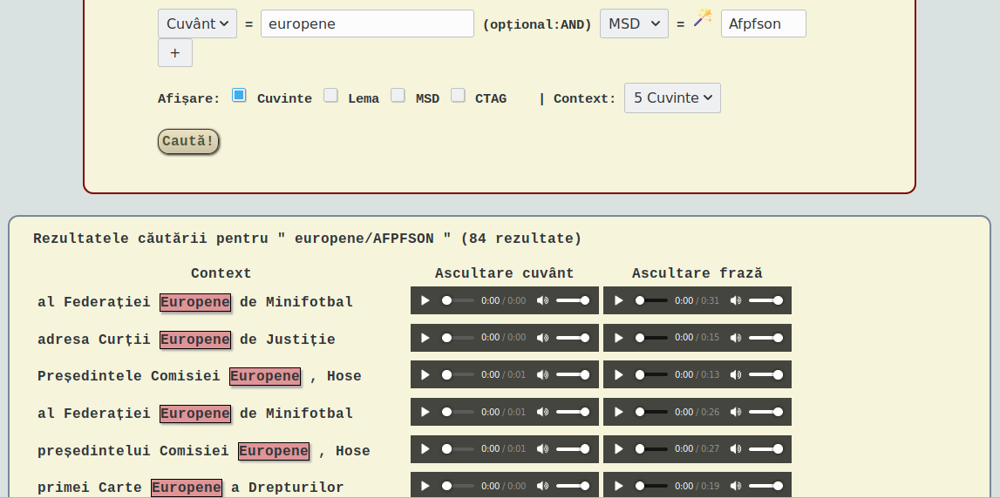 Cuvânt = europene (opțional:AND) MSD = Afpfson
+
Afișare: Cuvinte Lema MSD CTAG | Context: 5 Cuvinte
Caută!
Rezultatele căutării pentru " europene/AFPFSON " (84 rezultate)
Context Ascultare cuvânt Ascultare frază
al Federației Europene de Minifotbal 0:00 / 0:00 0:00 / 0:31
adresa Curții Europene de Justiție 0:00 / 0:00 0:00 / 0:15
Președintele Comisiei Europene , Hose 0:00 / 0:01 0:00 / 0:13
al Federației Europene de Minifotbal 0:00 / 0:01 0:00 / 0:26
președintelui Comisiei Europene , Hose 0:00 / 0:01 0:00 / 0:27
primei Carte Europene a Drepturilor 0:00 / 0:00 0:00 / 0:19